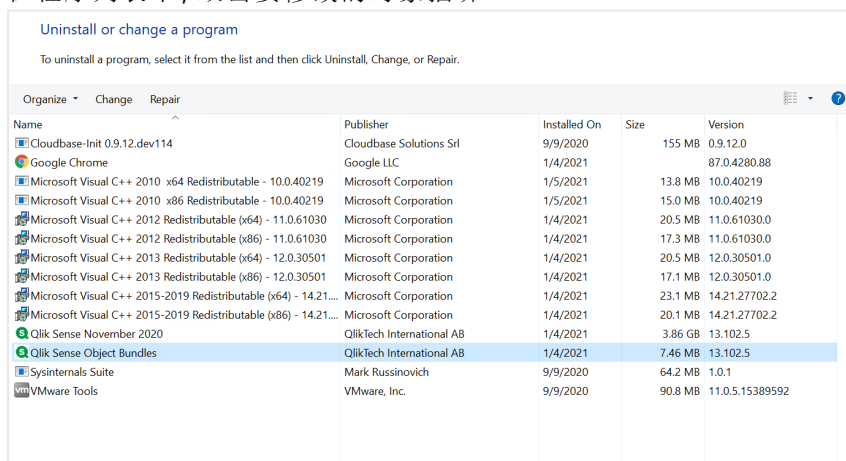 Uninstall or change a program
To uninstall a program, select it from the list and then click Uninstall, Change, or Repair.
Organize Change Repair
Name Publisher Installed On Size Version
Cloudbase-Init 0.9.12.dev114 Cloudbase Solutions Srl 9/9/2020 155 MB 0.9.12.0
Google Chrome Google LLC 1/4/2021 87.0.4280.88
Microsoft Visual C++ 2010 x64 Redistributable - 10.0.40219 Microsoft Corporation 1/5/2021 13.8 MB 10.0.40219
Microsoft Visual C++ 2010 x86 Redistributable - 10.0.40219 Microsoft Corporation 1/5/2021 15.0 MB 10.0.40219
Microsoft Visual C++ 2012 Redistributable (x64) - 11.0.61030 Microsoft Corporation 1/4/2021 20.5 MB 11.0.61030.0
Microsoft Visual C++ 2012 Redistributable (x86) - 11.0.61030 Microsoft Corporation 1/4/2021 17.3 MB 11.0.61030.0
Microsoft Visual C++ 2013 Redistributable (x64) - 12.0.30501 Microsoft Corporation 1/4/2021 20.5 MB 12.0.30501.0
Microsoft Visual C++ 2013 Redistributable (x86) - 12.0.30501 Microsoft Corporation 1/4/2021 17.1 MB 12.0.30501.0
Microsoft Visual C++ 2015-2019 Redistributable (x64) - 14.21.... Microsoft Corporation 1/4/2021 23.1 MB 14.21.27702.2
Microsoft Visual C++ 2015-2019 Redistributable (x86) - 14.21.... Microsoft Corporation 1/4/2021 20.1 MB 14.21.27702.2
Qlik Sense November 2020 QlikTech International AB 1/4/2021 3.86 GB 13.102.5
Qlik Sense Object Bundles QlikTech International AB 1/4/2021 7.46 MB 13.102.5
Sysinternals Suite Mark Russinovich 9/9/2020 64.2 MB 1.0.1
vm VMware Tools VMware, Inc. 9/9/2020 90.8 MB 11.0.5.15389592